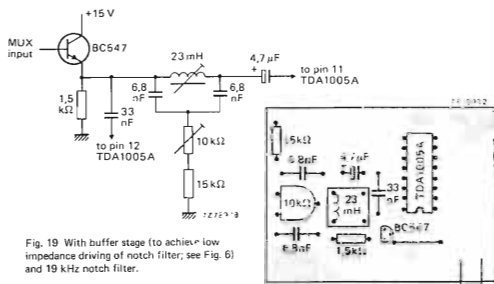 +15 V
MUX
input
BC547
23 mH
4,7 µF
+
to pin 11
TDA1005A
6,8
nF
6,8
nF
1,5
kΩ
33
nF
to pin 12
TDA1005A
10 kΩ
15 kΩ
Fig. 19 With buffer stage (to achieve low
impedance driving of notch filter; see Fig. 6)
and 19 kHz notch filter.
6.8nF
4.7µF
10kΩ
23
mH
33
nF
TDA1005A
BC547
6.8nF
1,5kΩ